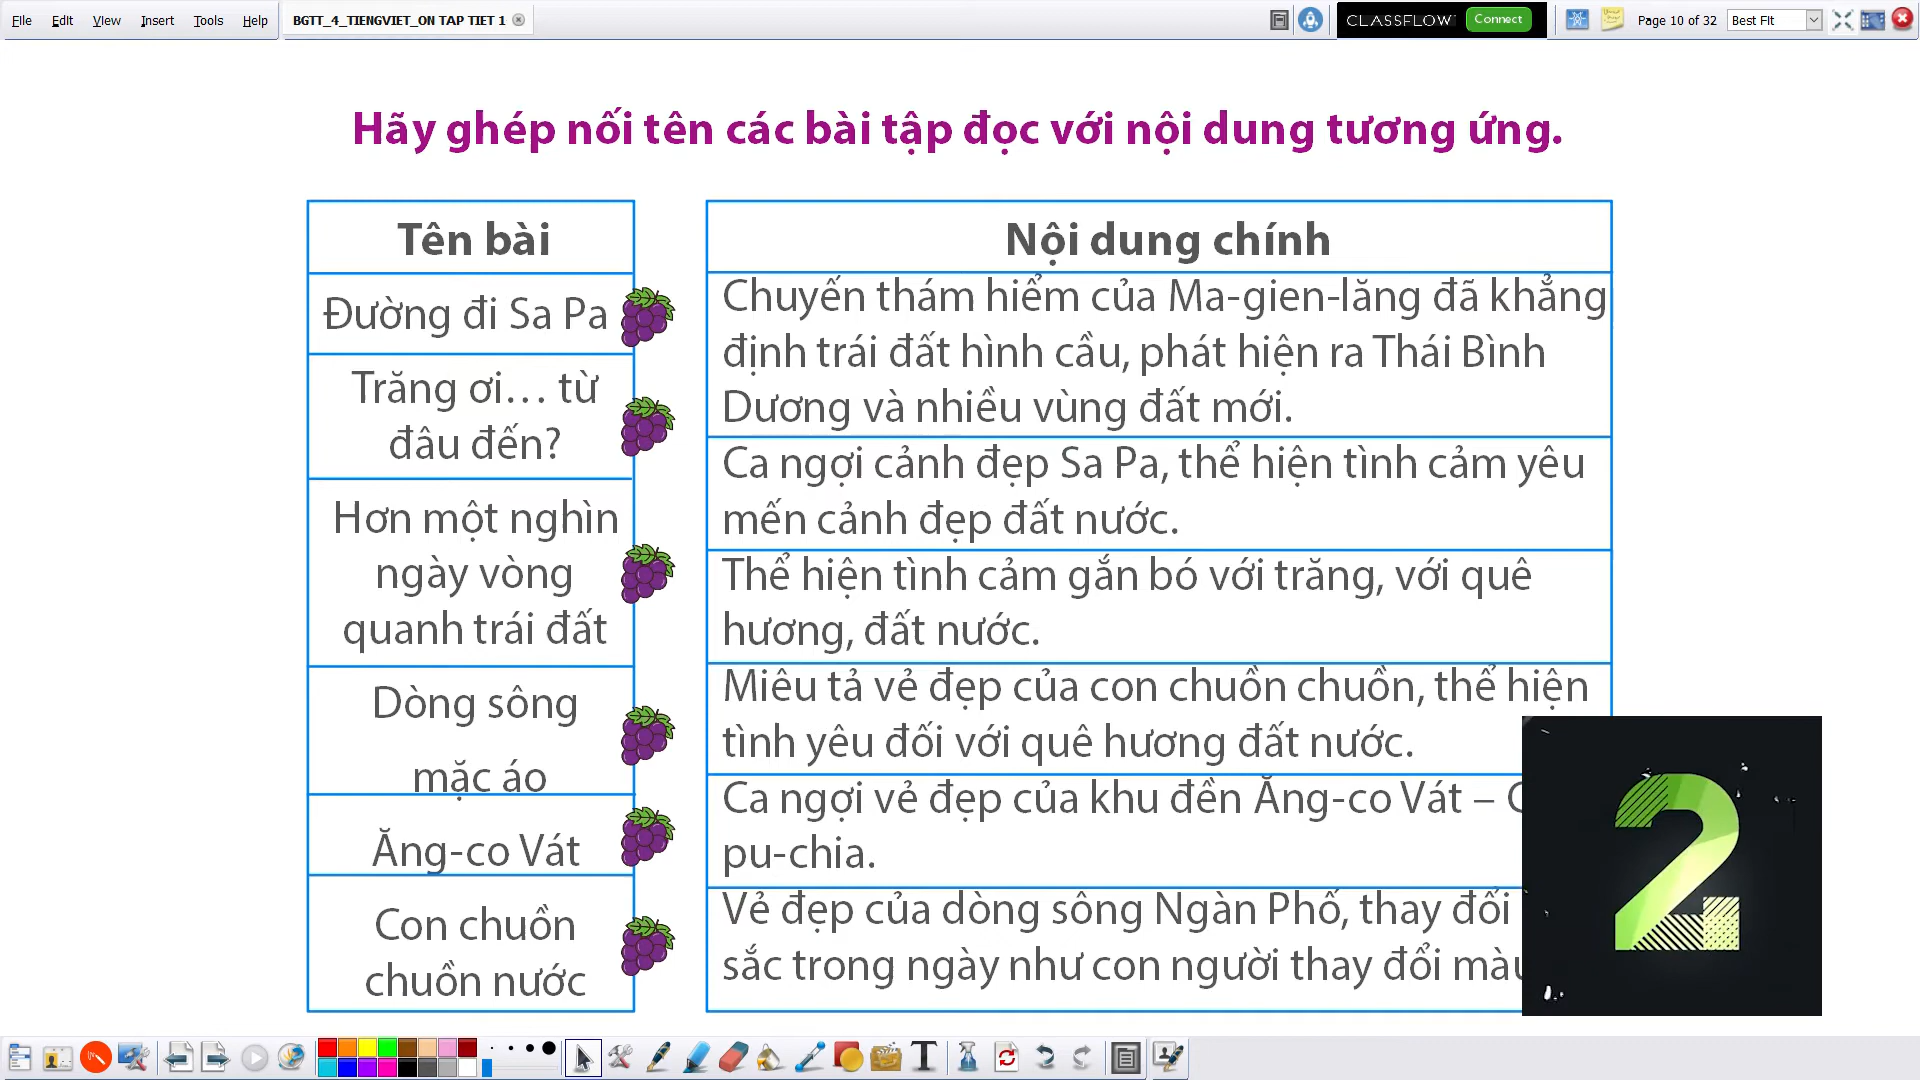 File Edit View Insert Tools Help
BGTT_4_TIENGVIET_ON TAP TIET 1
CLASSFLOW Connect
Page 10 of 32
Best Fit
Hãy ghép nối tên các bài tập đọc với nội dung tương ứng.
Tên bài
Đường đi Sa Pa
Trăng ơi… từ
đâu đến?
Hơn một nghìn
ngày vòng
quanh trái đất
Dòng sông
mặc áo
Ăng-co Vát
Con chuồn
chuồn nước
Nội dung chính
Chuyến thám hiểm của Ma-gien-lăng đã khẳng
định trái đất hình cầu, phát hiện ra Thái Bình
Dương và nhiều vùng đất mới.
Ca ngợi cảnh đẹp Sa Pa, thể hiện tình cảm yêu
mến cảnh đẹp đất nước.
Thể hiện tình cảm gắn bó với trăng, với quê
hương, đất nước.
Miêu tả vẻ đẹp của con chuồn chuồn, thể hiện
tình yêu đối với quê hương đất nước.
Ca ngợi vẻ đẹp của khu đền Ăng-co Vát –
pu-chia.
Vẻ đẹp của dòng sông Ngàn Phố, thay đổi
sắc trong ngày như con người thay đổi
2